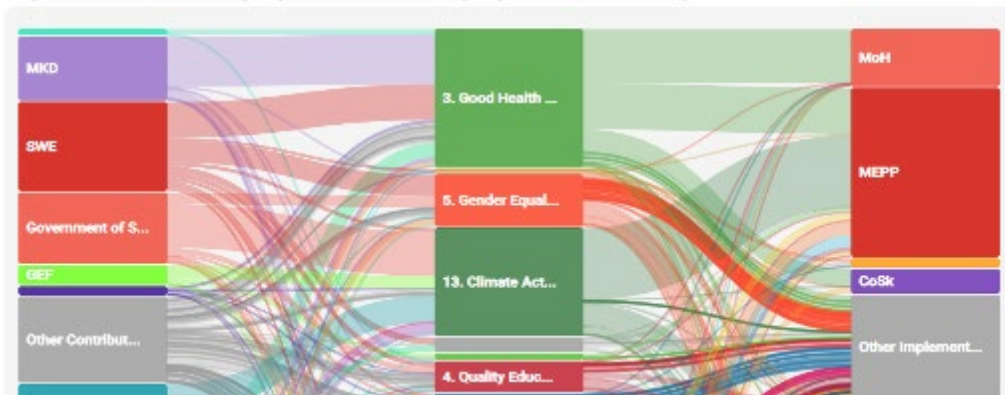 MKD
SWE
Government of S...
GEF
Other Contribut...
3. Good Health ...
5. Gender Equal...
13. Climate Act...
4. Quality Educ...
MoH
MEPP
CoSk
Other Implement...